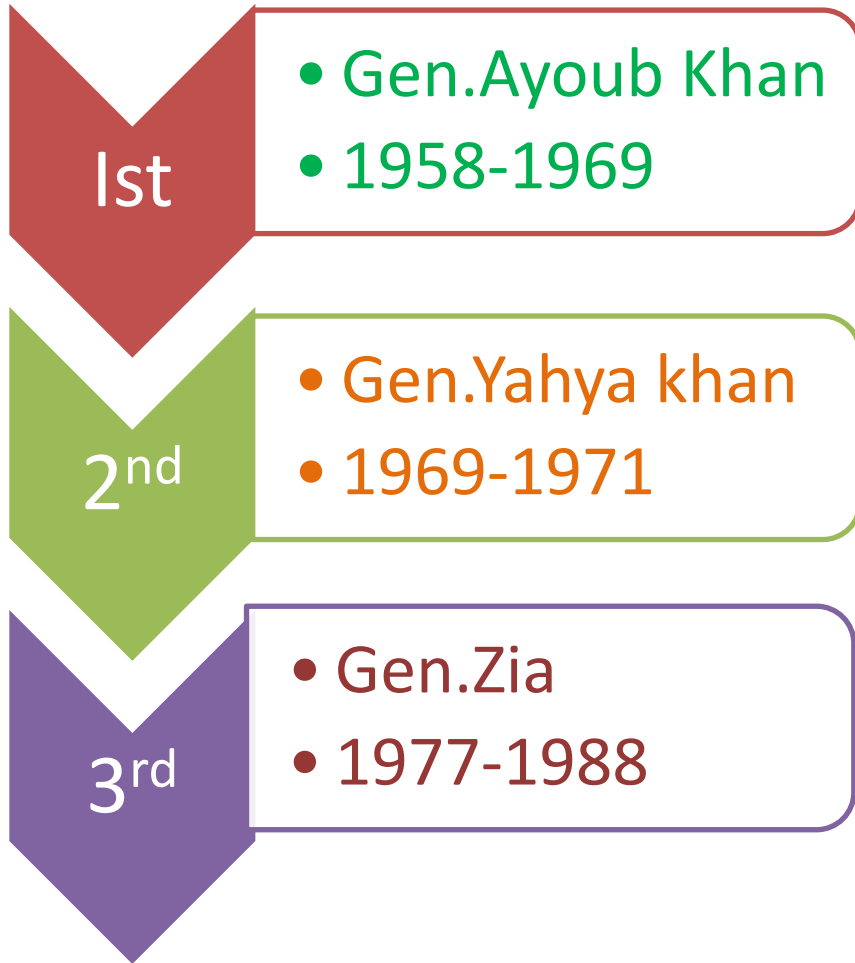 Ist
• Gen.Ayoub Khan
• 1958-1969
2nd
• Gen.Yahya khan
• 1969-1971
3rd
• Gen.Zia
• 1977-1988